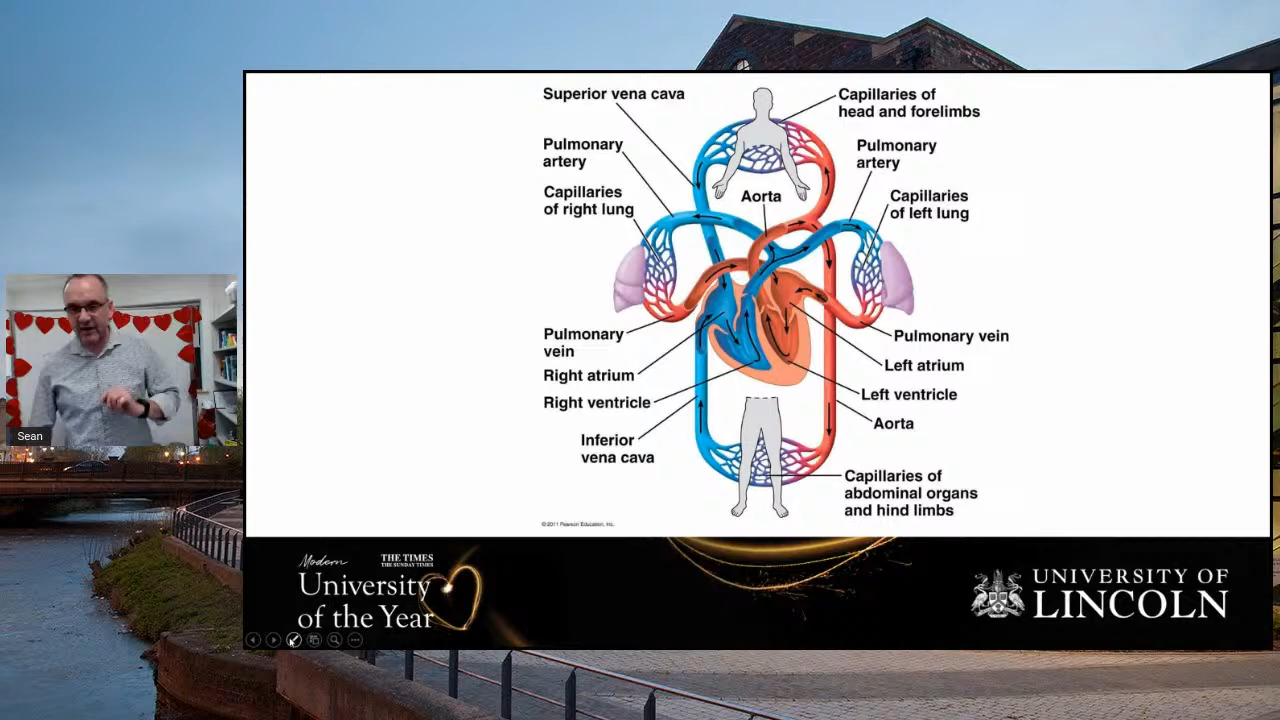 Superior vena cava
Capillaries of
head and forelimbs
Pulmonary
artery
Pulmonary
artery
Capillaries
of right lung
Aorta
Capillaries
of left lung
Pulmonary
vein
Pulmonary vein
Right atrium
Left atrium
Right ventricle
Left ventricle
Inferior
vena cava
Aorta
Capillaries of
abdominal organs
and hind limbs
©2011 Pearson Education, Inc.
Sean
Modern
University
of the Year
THE TIMES
THE SUNDAY TIMES
UNIVERSITY OF
LINCOLN